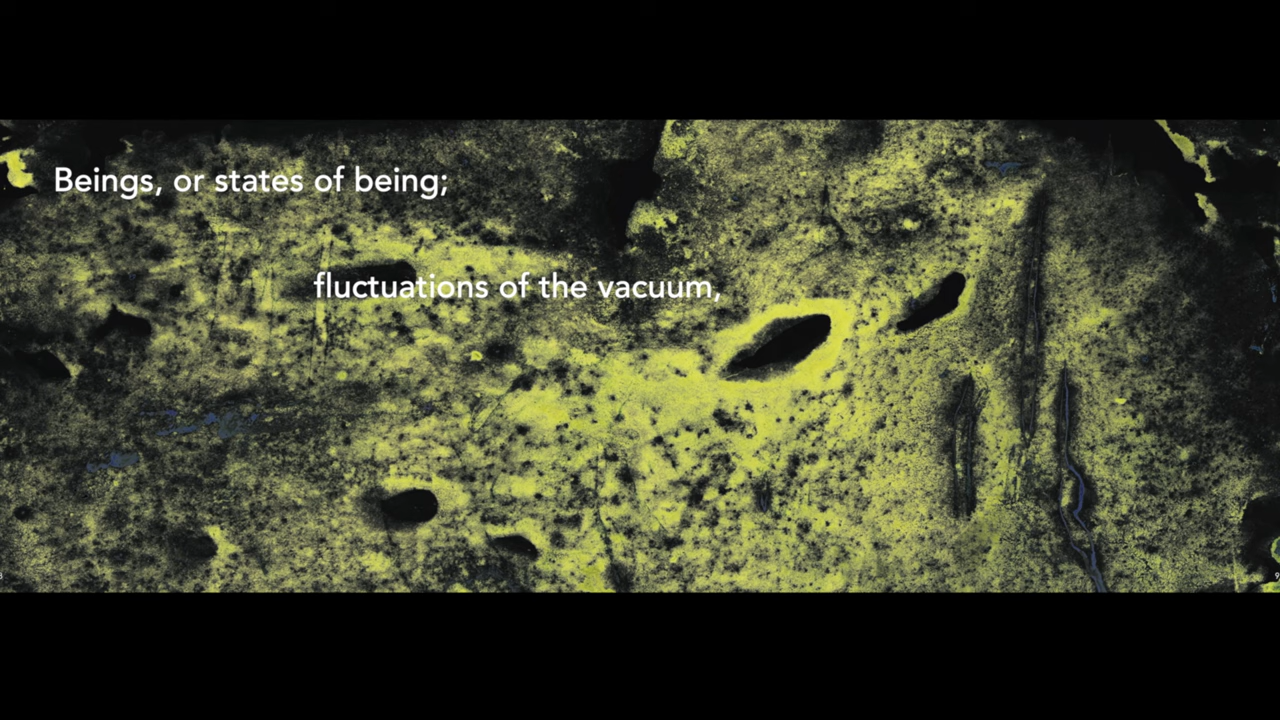 Beings, or states of being;
fluctuations of the vacuum,